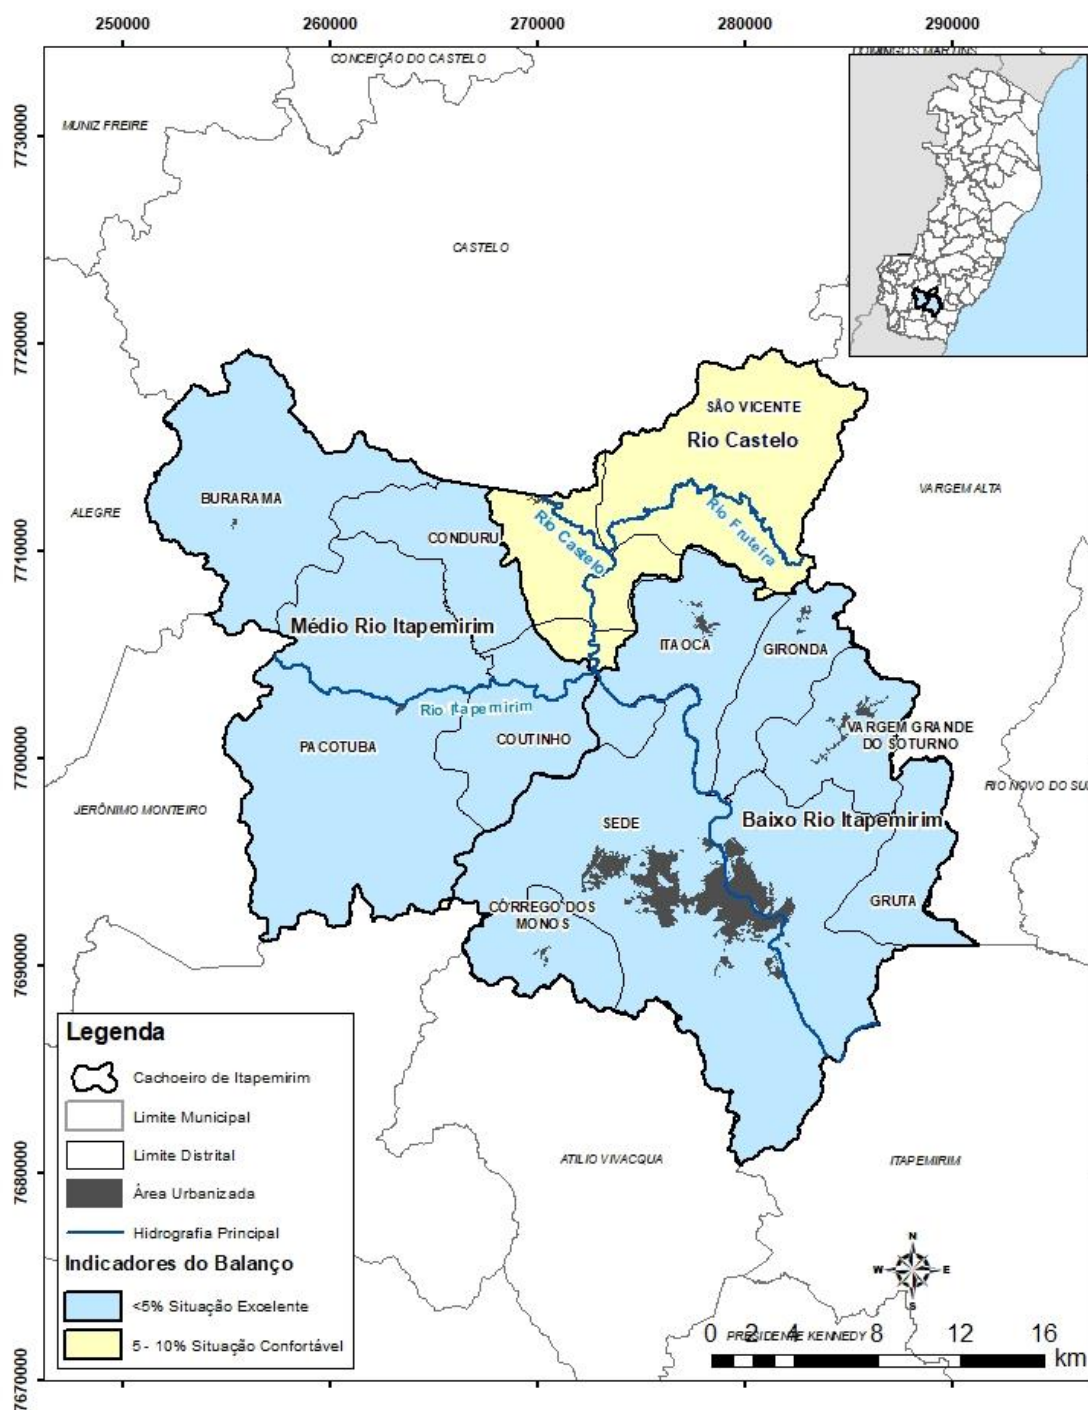 250000
260000
270000
280000
290000
DOMINGOS MARTINS
CONCEIÇÃO DO CASTELO
MUNIZ FREIRE
7730000
CASTELO
7720000
SÃO VICENTE
Rio Castelo
BURARAMA
VARGEM ALTA
ALEGRE
Rio Castelo
Rio Fruteira
CONDURU
7710000
Médio Rio Itapemirim
ITAOCA
GIRONDA
Rio Itapemirim
PACOTUBA
COUTINHO
VARGEM GRANDE
DO SOTURNO
7700000
RIO NOVO DO SU
JERÔNIMO MONTEIRO
SEDE
Baixo Rio Itapemirim
CÓRREGO DOS
MONOS
GRUTA
7690000
Legenda
Cachoeiro de Itapemirim
Limite Municipal
Limite Distrital
Área Urbanizada
Hidrografia Principal
Indicadores do Balanço
<5% Situação Excelente
5 - 10% Situação Confortável
7680000
ATILIO VIVACQUA
ITAPEMIRIM
N
W
E
S
0 2 4 8 12 16
PRESIDENTE KENNEDY
km
7670000